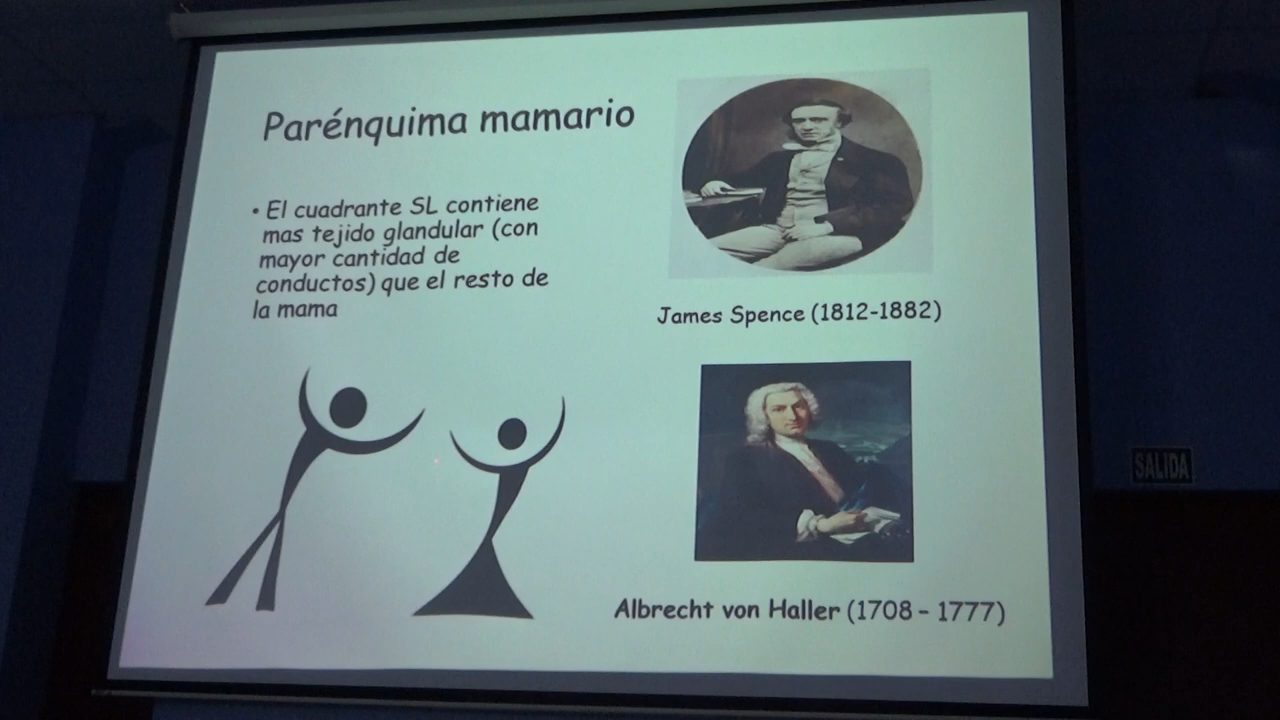 Parénquima mamario
• El cuadrante SL contiene
mas tejido glandular (con
mayor cantidad de
conductos) que el resto de
la mama
James Spence (1812-1882)
Albrecht von Haller (1708 - 1777)
SALIDA